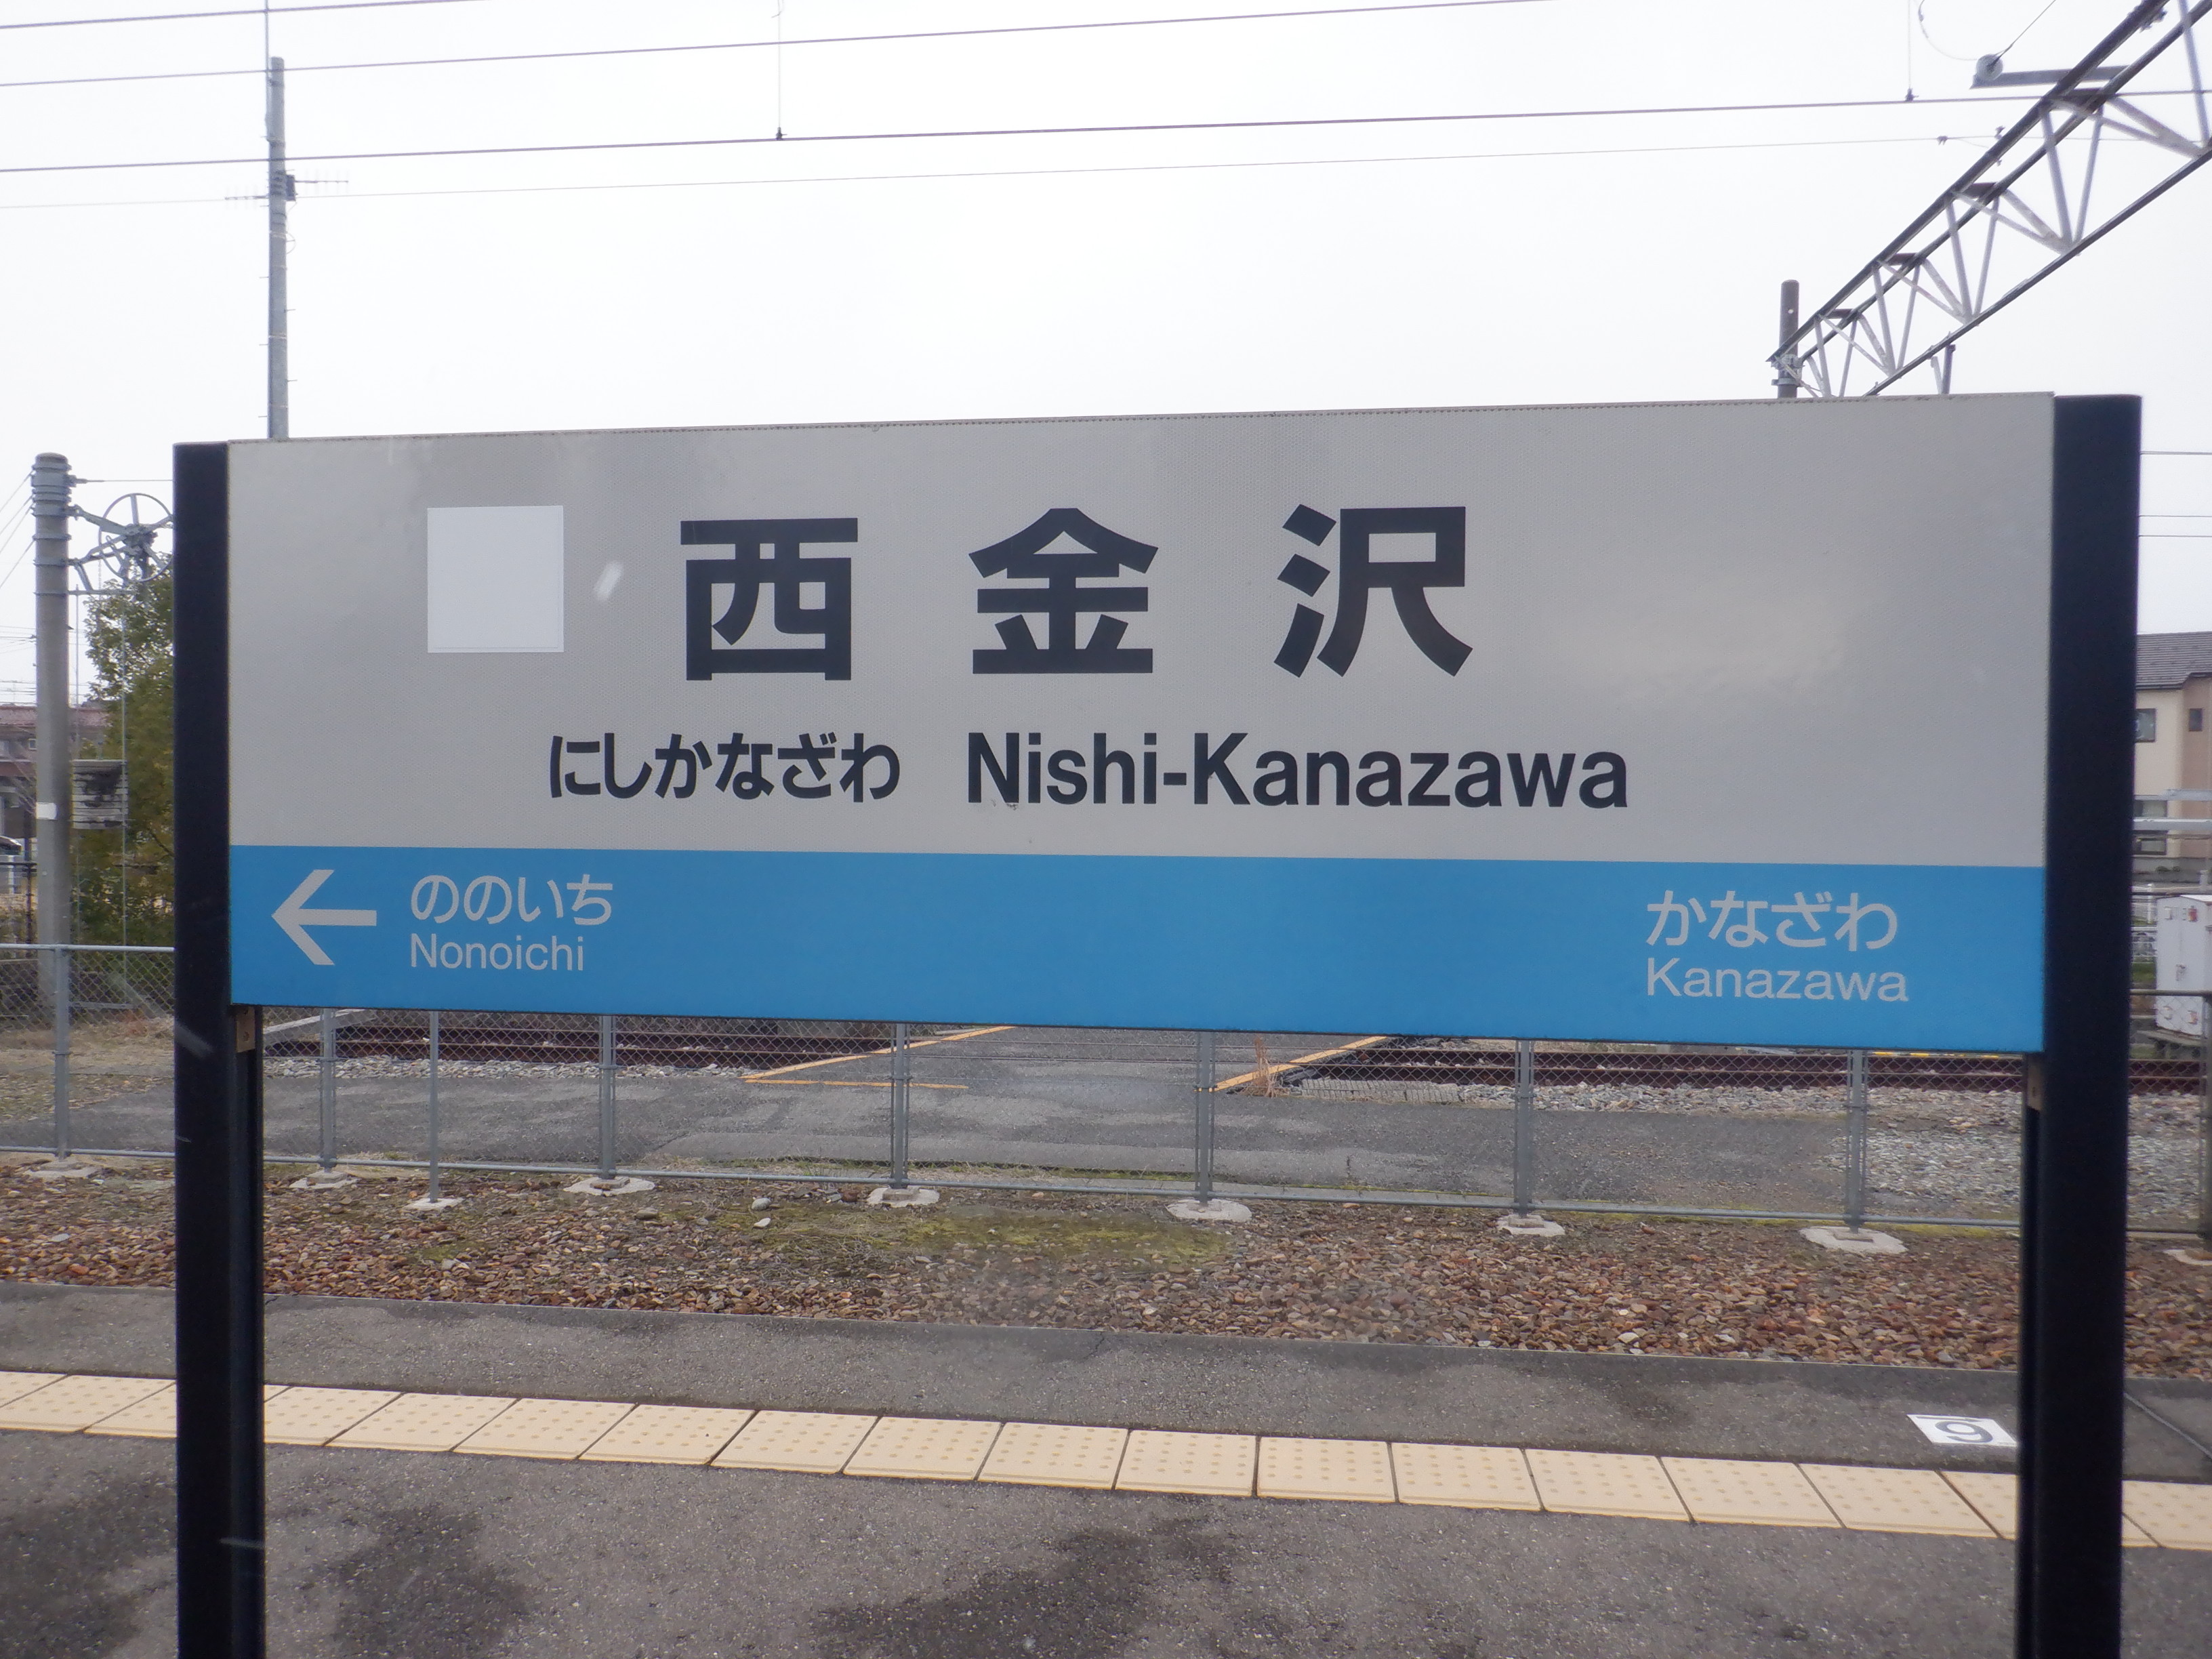 西金沢
にしかなざわ Nishi-Kanazawa
← ののいち
Nonoichi
かなざわ
Kanazawa
9